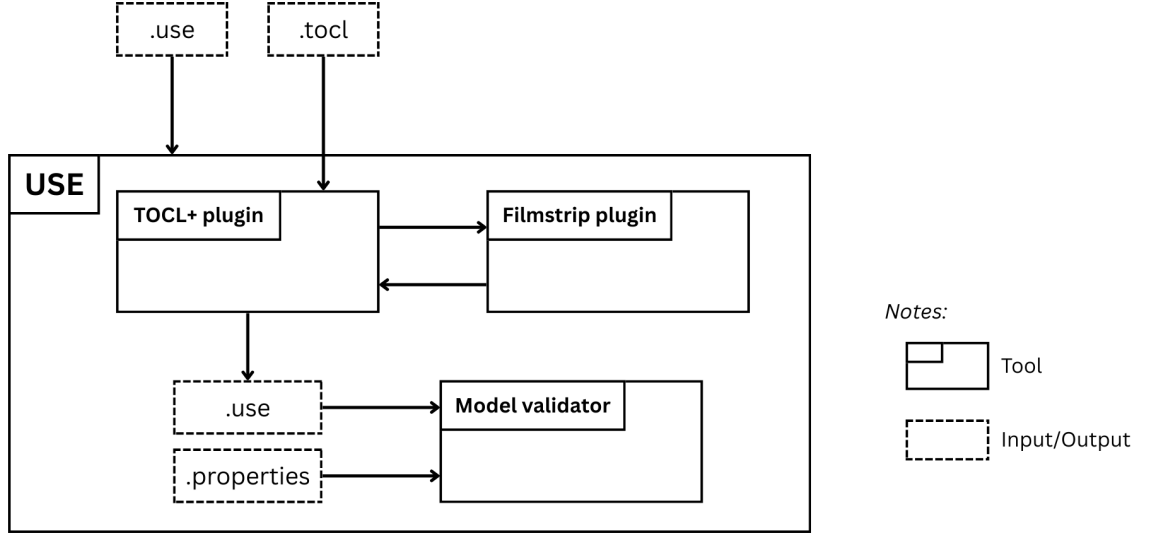 .use
.tocl
USE
TOCL+ plugin
Filmstrip plugin
.use
Model validator
.properties
Notes:
Tool
Input/Output